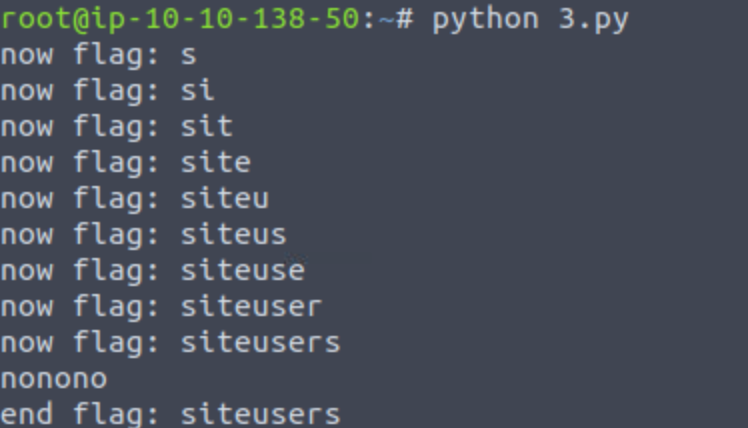 root@ip-10-10-138-50:~# python 3.py
now flag: s
now flag: si
now flag: sit
now flag: site
now flag: siteu
now flag: siteus
now flag: siteuse
now flag: siteuser
now flag: siteusers
nonono
end flag: siteusers